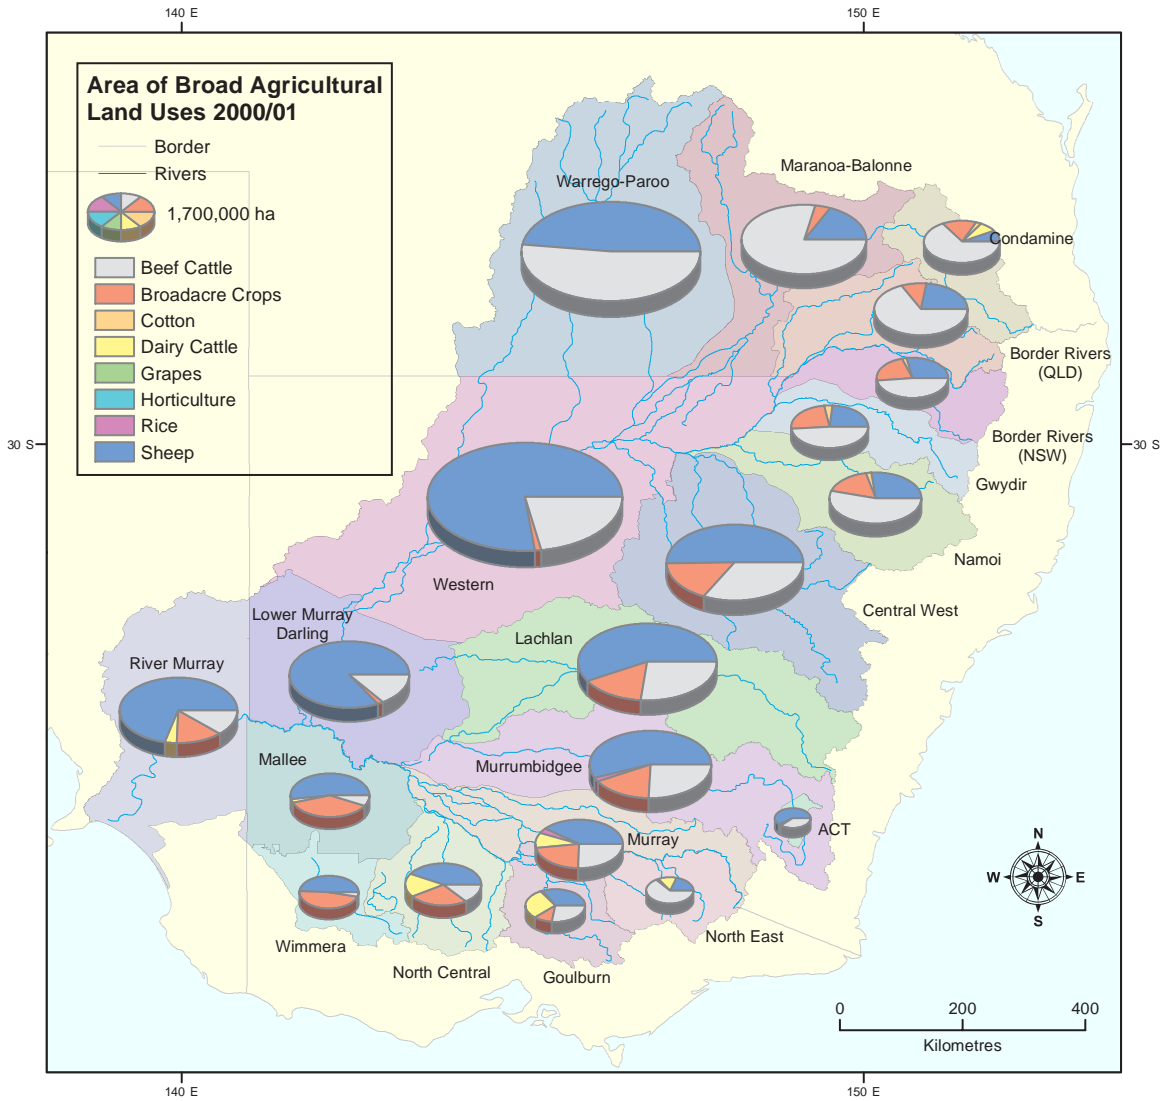 140 E
150 E
Area of Broad Agricultural
Land Uses 2000/01
Border
Rivers
1,700,000 ha
Beef Cattle
Broadacre Crops
Cotton
Dairy Cattle
Grapes
Horticulture
Rice
Sheep
Maranoa-Balonne
Warrego-Paroo
Condamine
Border Rivers
(QLD)
30 S
30 S
Border Rivers
(NSW)
Gwydir
Namoi
Western
Central West
Lower Murray
Darling
Lachlan
River Murray
Mallee
Murrumbidgee
ACT
Murray
Wimmera
North East
North Central
Goulburn
N
W
E
S
0
200
400
Kilometres
140 E
150 E